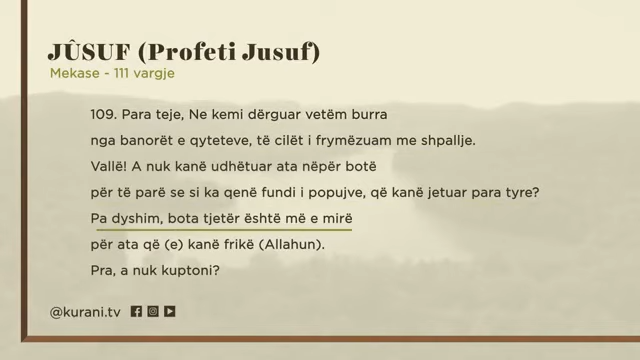 JÛSUF (Profeti Jusuf)
Mekase - 111 vargje
109. Para teje, Ne kemi dërguar vetëm burra
nga banorët e qyteteve, të cilët i frymëzuam me shpallje.
Vallë! A nuk kanë udhëtuar ata nëpër botë
për të parë se si ka qenë fundi i popujve, që kanë jetuar para tyre?
Pa dyshim, bota tjetër është më e mirë
për ata që (e) kanë frikë (Allahun).
Pra, a nuk kuptoni?
@kurani.tv